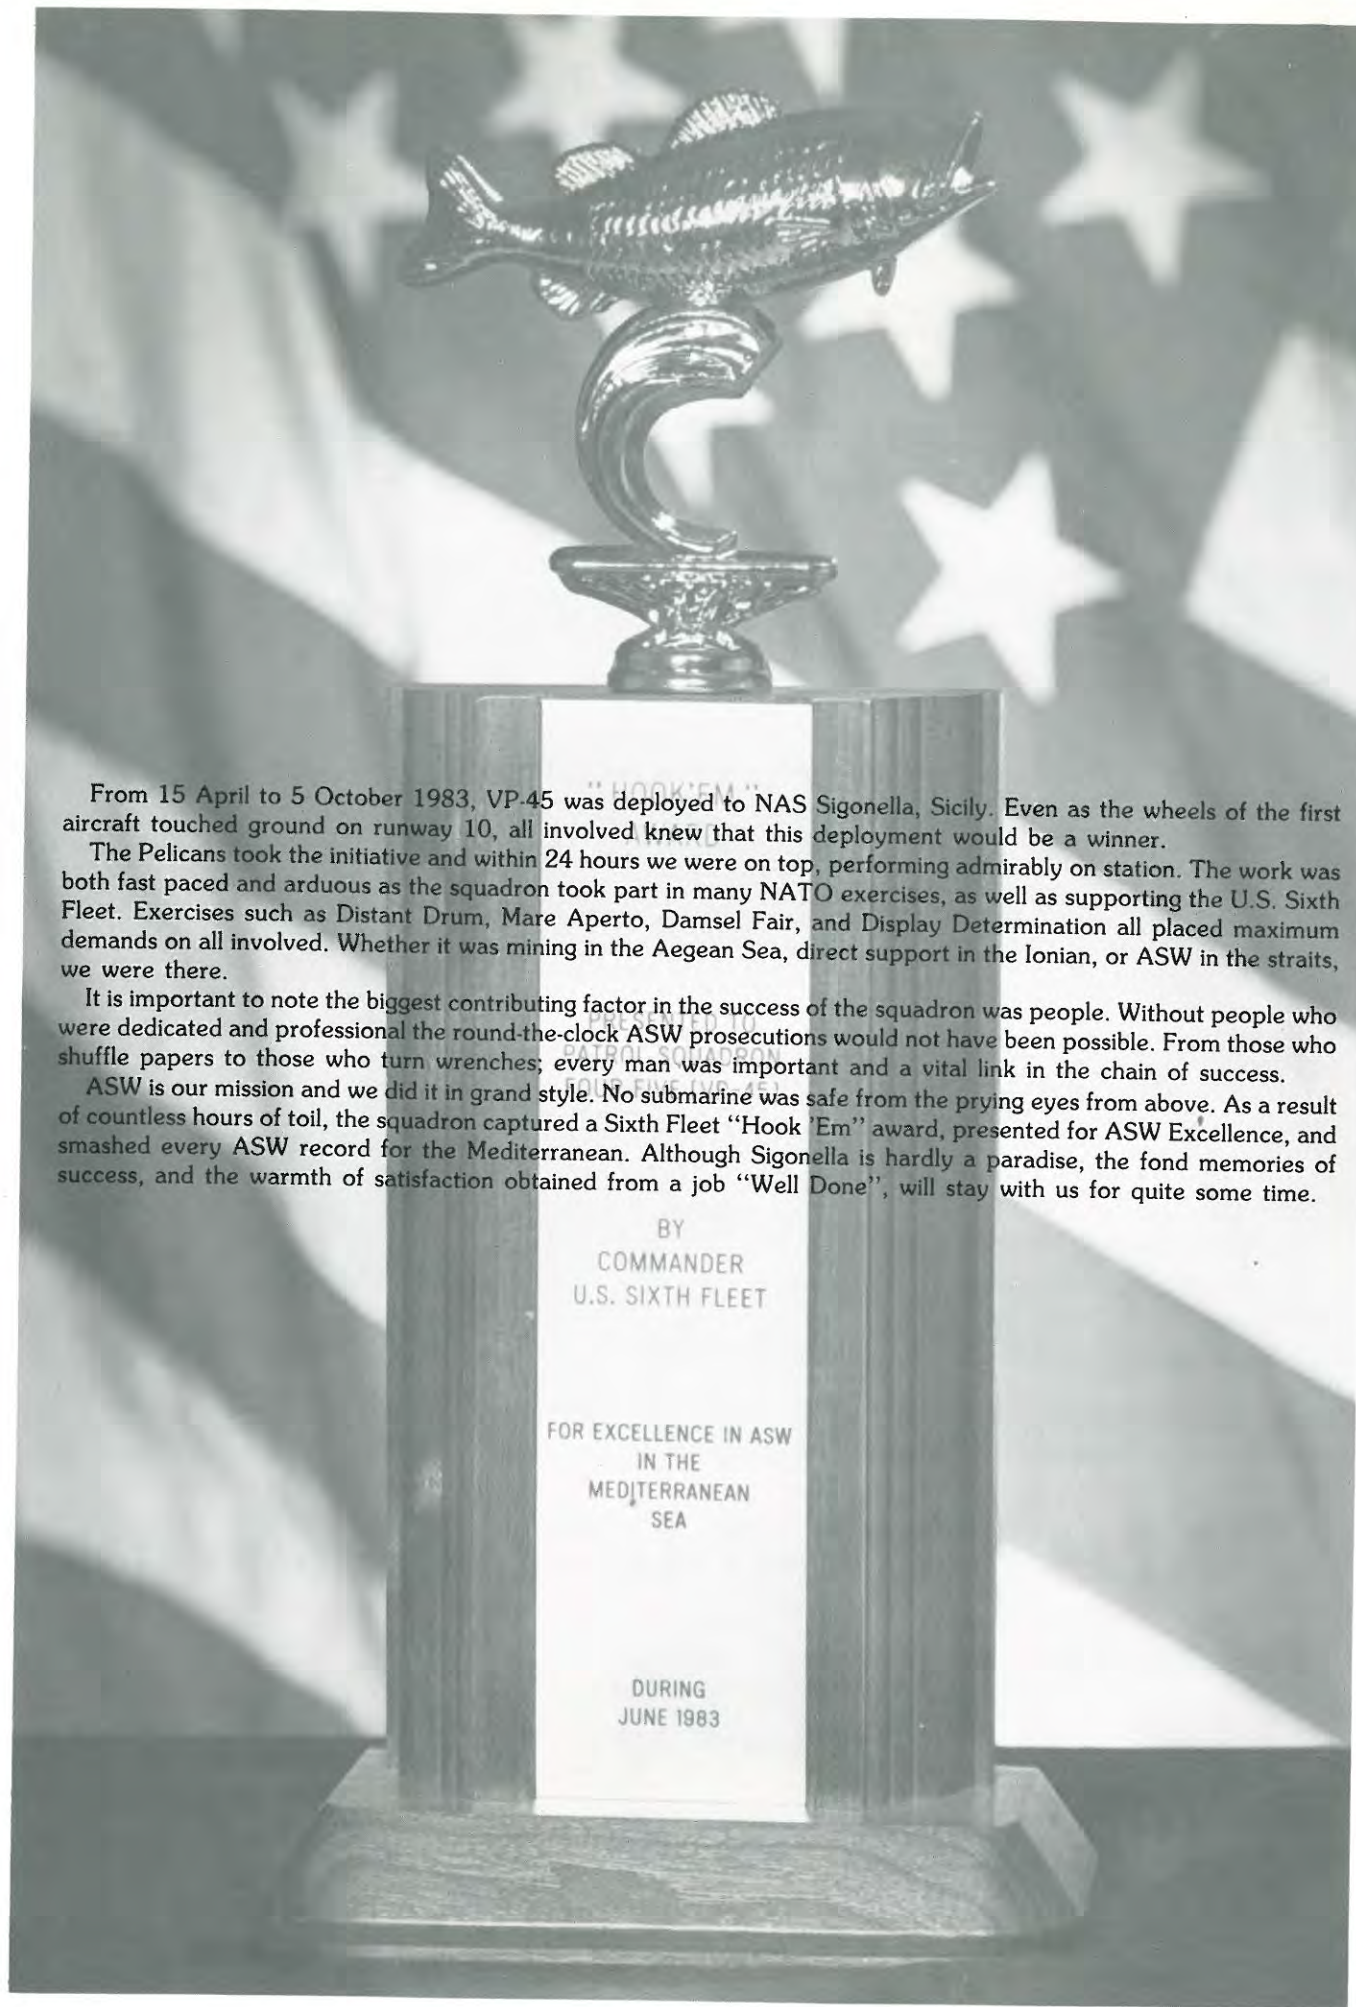 From 15 April to 5 October 1983, VP-45 was deployed to NAS Sigonella, Sicily. Even as the wheels of the first
aircraft touched ground on runway 10, all involved knew that this deployment would be a winner.
The Pelicans took the initiative and within 24 hours we were on top, performing admirably on station. The work was
both fast paced and arduous as the squadron took part in many NATO exercises, as well as supporting the U.S. Sixth
Fleet. Exercises such as Distant Drum, Mare Aperto, Damsel Fair, and Display Determination all placed maximum
demands on all involved. Whether it was mining in the Aegean Sea, direct support in the Ionian, or ASW in the straits,
we were there.
It is important to note the biggest contributing factor in the success of the squadron was people. Without people who
were dedicated and professional the round-the-clock ASW prosecutions would not have been possible. From those who
shuffle papers to those who turn wrenches; every man was important and a vital link in the chain of success.
ASW is our mission and we did it in grand style. No submarine was safe from the prying eyes from above. As a result
of countless hours of toil, the squadron captured a Sixth Fleet “Hook ’Em” award, presented for ASW Excellence, and
smashed every ASW record for the Mediterranean. Although Sigonella is hardly a paradise, the fond memories of
success, and the warmth of satisfaction obtained from a job “Well Done”, will stay with us for quite some time.
" HOOK'EM "
AWARD
PRESENTED TO
PATROL SQUADRON
FOUR FIVE (VP-45)
BY
COMMANDER
U.S. SIXTH FLEET
FOR EXCELLENCE IN ASW
IN THE
MEDITERRANEAN
SEA
DURING
JUNE 1983